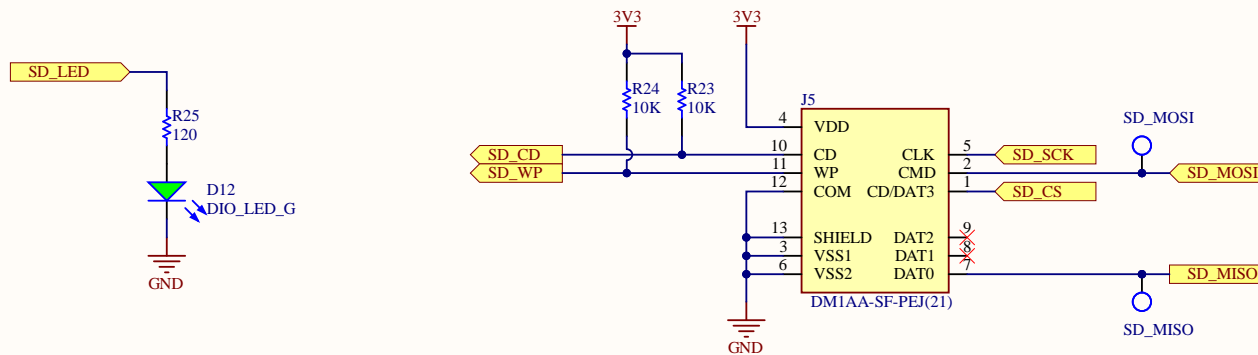 3V3
3V3
SD_LED
R25
120
D12
DIO_LED_G
GND
R24
10K
R23
10K
J5
SD_CD
SD_WP
4 VDD
10 CD
11 WP
12 COM
13 SHIELD
3 VSS1
6 VSS2
CLK 5
CMD 2
CD/DAT3 1
DAT2 9
DAT1 8
DAT0 7
DM1AA-SF-PEJ(21)
SD_SCK
SD_MOSI
SD_MOSI
SD_CS
SD_MISO
SD_MISO
GND